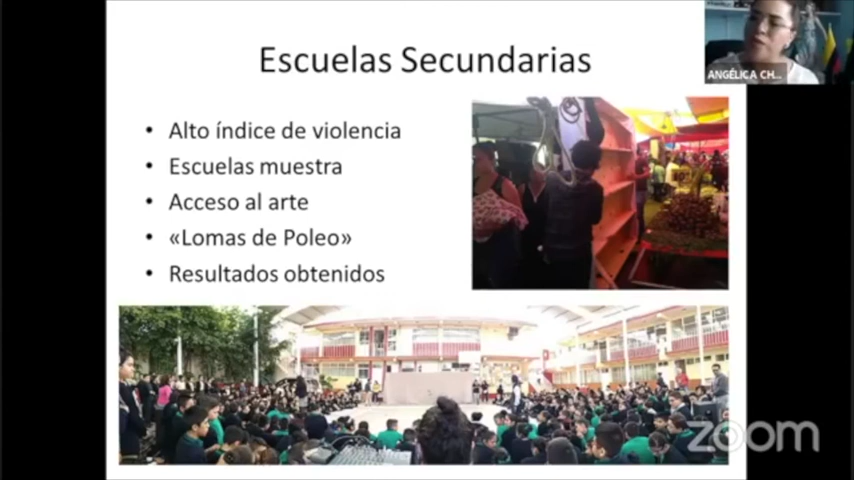 Escuelas Secundarias
ANGÉLICA CH...
• Alto índice de violencia
• Escuelas muestra
• Acceso al arte
• «Lomas de Poleo»
• Resultados obtenidos
zoom